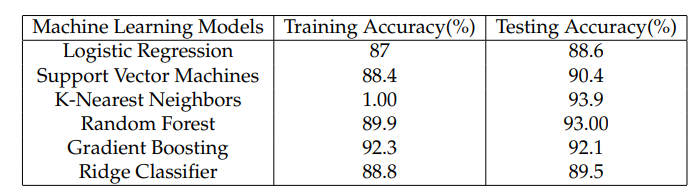 Machine Learning Models Training Accuracy(%) Testing Accuracy(%)
Logistic Regression 87 88.6
Support Vector Machines 88.4 90.4
K-Nearest Neighbors 1.00 93.9
Random Forest 89.9 93.00
Gradient Boosting 92.3 92.1
Ridge Classifier 88.8 89.5